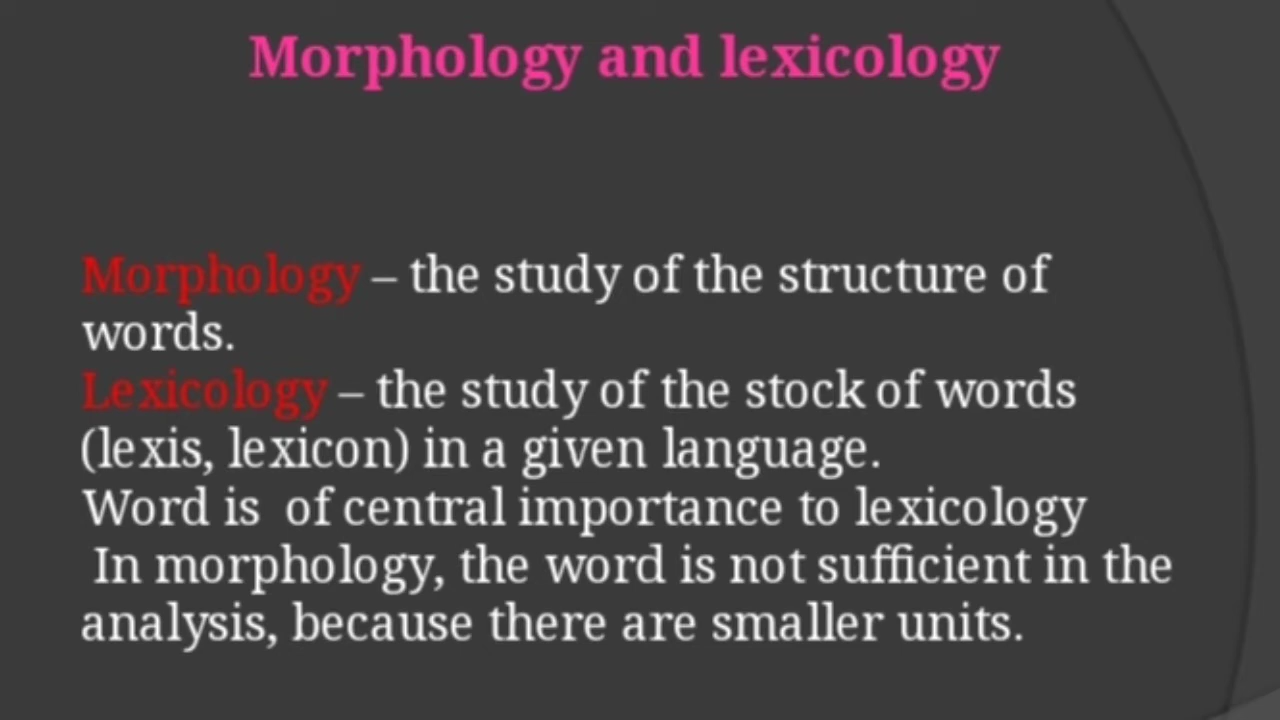 Morphology and lexicology
Morphology – the study of the structure of
words.
Lexicology – the study of the stock of words
(lexis, lexicon) in a given language.
Word is  of central importance to lexicology
In morphology, the word is not sufficient in the
analysis, because there are smaller units.